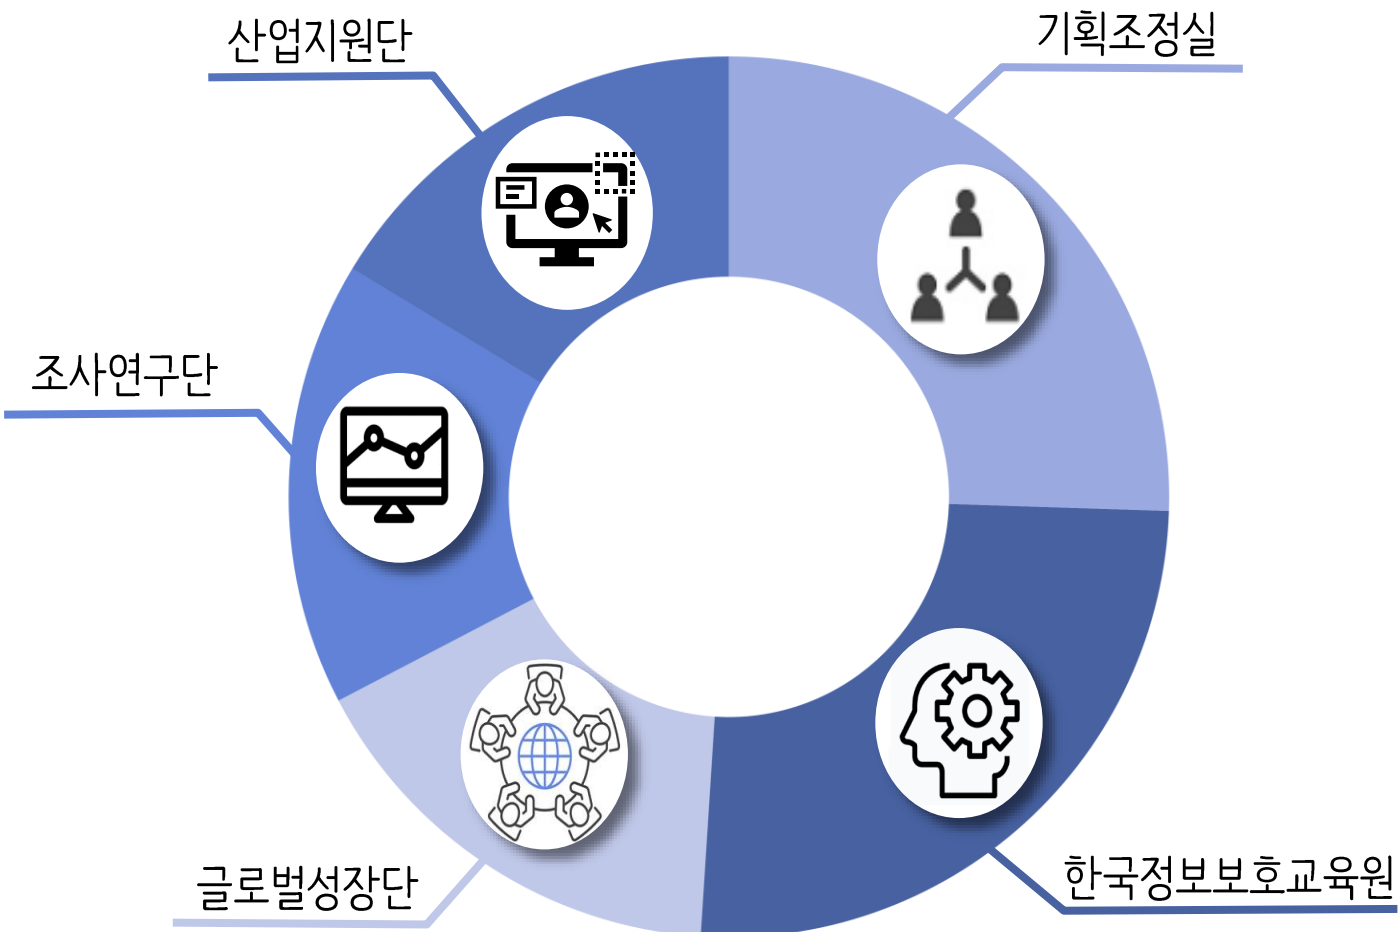 산업지원단
기획조정실
조사연구단
글로벌성장단
한국정보보호교육원